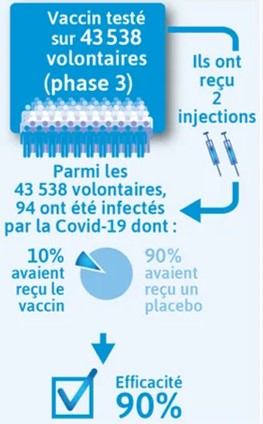 Vaccin testé
sur 43 538
volontaires
(phase 3)
Ils ont
reçu
2
injections
Parmi les
43 538 volontaires,
94 ont été infectés
par la Covid-19 dont :
10%
avaient
reçu le
vaccin
90%
avaient
reçu un
placebo
Efficacité
90%